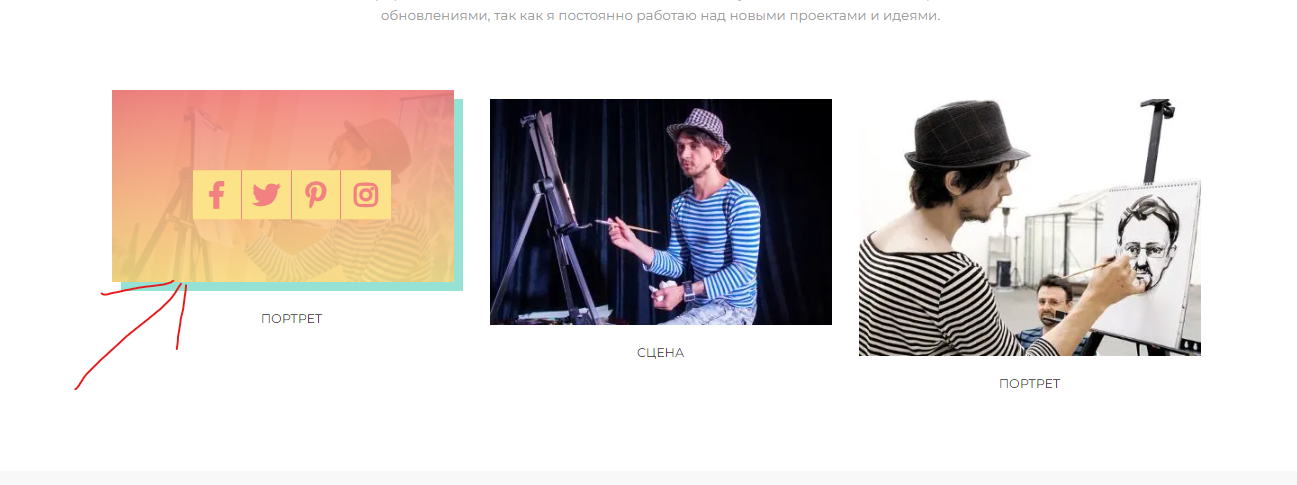 обновлениями, так как я постоянно работаю над новыми проектами и идеями.
ПОРТРЕТ
СЦЕНА
ПОРТРЕТ